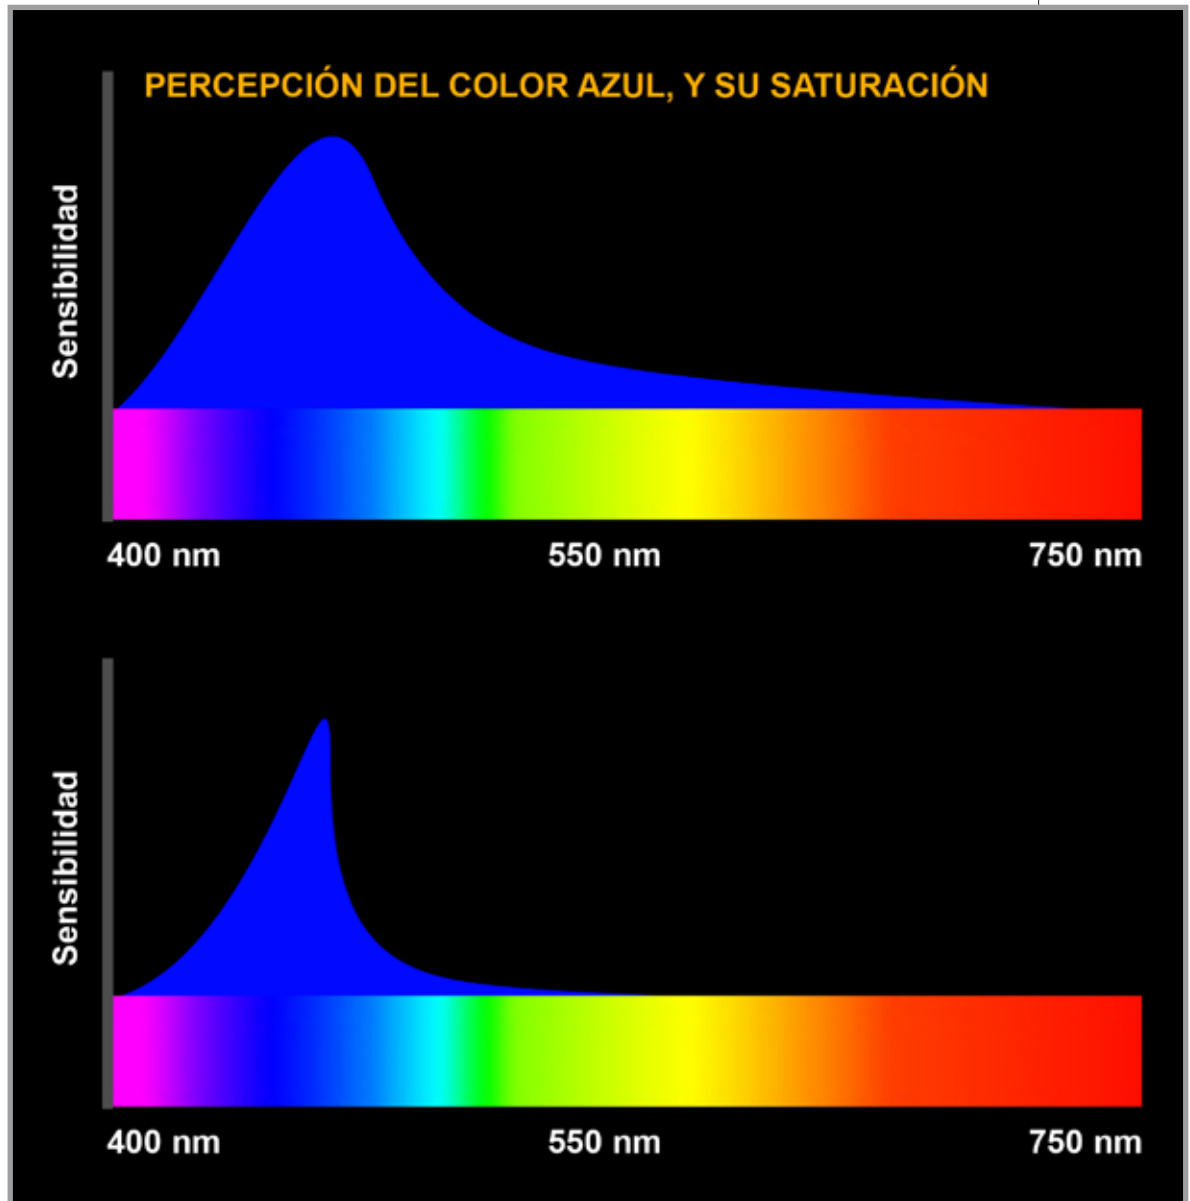 PERCEPCIÓN DEL COLOR AZUL, Y SU SATURACIÓN
Sensibilidad
400 nm 550 nm 750 nm
Sensibilidad
400 nm 550 nm 750 nm